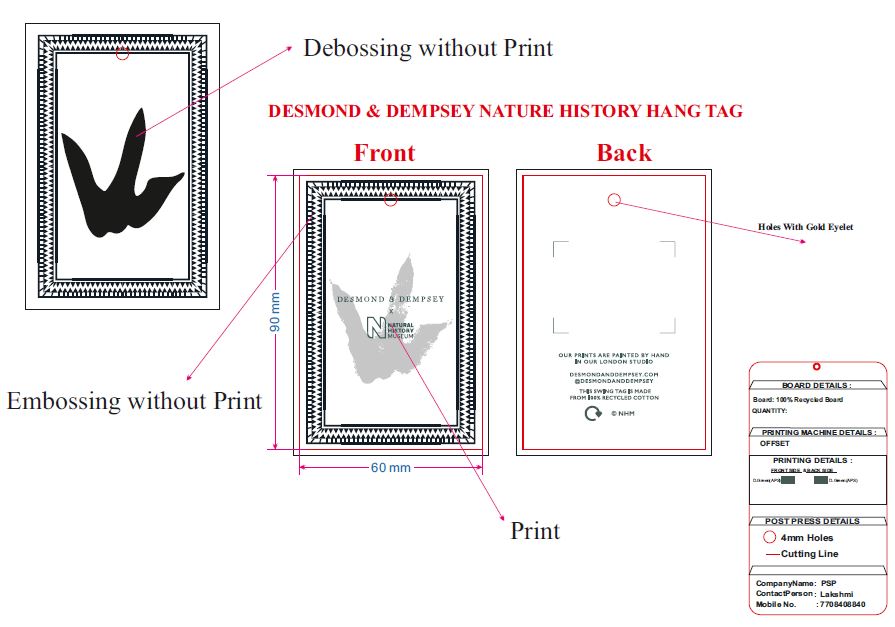 Debossing without Print
DESMOND & DEMPSEY NATURE HISTORY HANG TAG
Front
Back
Holes With Gold Eyelet
90 mm
DESMOND & DEMPSEY
x
N NATURAL
HISTORY
MUSEUM
Embossing without Print
60 mm
Print
OUR PRINTS ARE PAINTED BY HAND
IN OUR LONDON STUDIO
DESMONDANDDEMPSEY.COM
@DESMONDANDDEMPSEY
THIS SWING TAG IS MADE
FROM 100% RECYCLED COTTON
© NHM
BOARD DETAILS :
Board: 100% Recycled Board
QUANTITY:
PRINTING MACHINE DETAILS :
OFFSET
PRINTING DETAILS :
FRONT SIDE & BACK SIDE
D.Green(APS) D.Green(APS)
POST PRESS DETAILS
4mm Holes
Cutting Line
CompanyName : PSP
ContactPerson : Lakshmi
Mobile No. : 7708408840